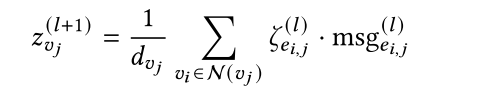 $z_{v_j}^{(l+1)} = \frac{1}{d_{v_j}} \sum_{v_i \in \mathcal{N}(v_j)} \zeta_{e_{i,j}}^{(l)} \cdot \mathrm{msg}_{e_{i,j}}^{(l)}$